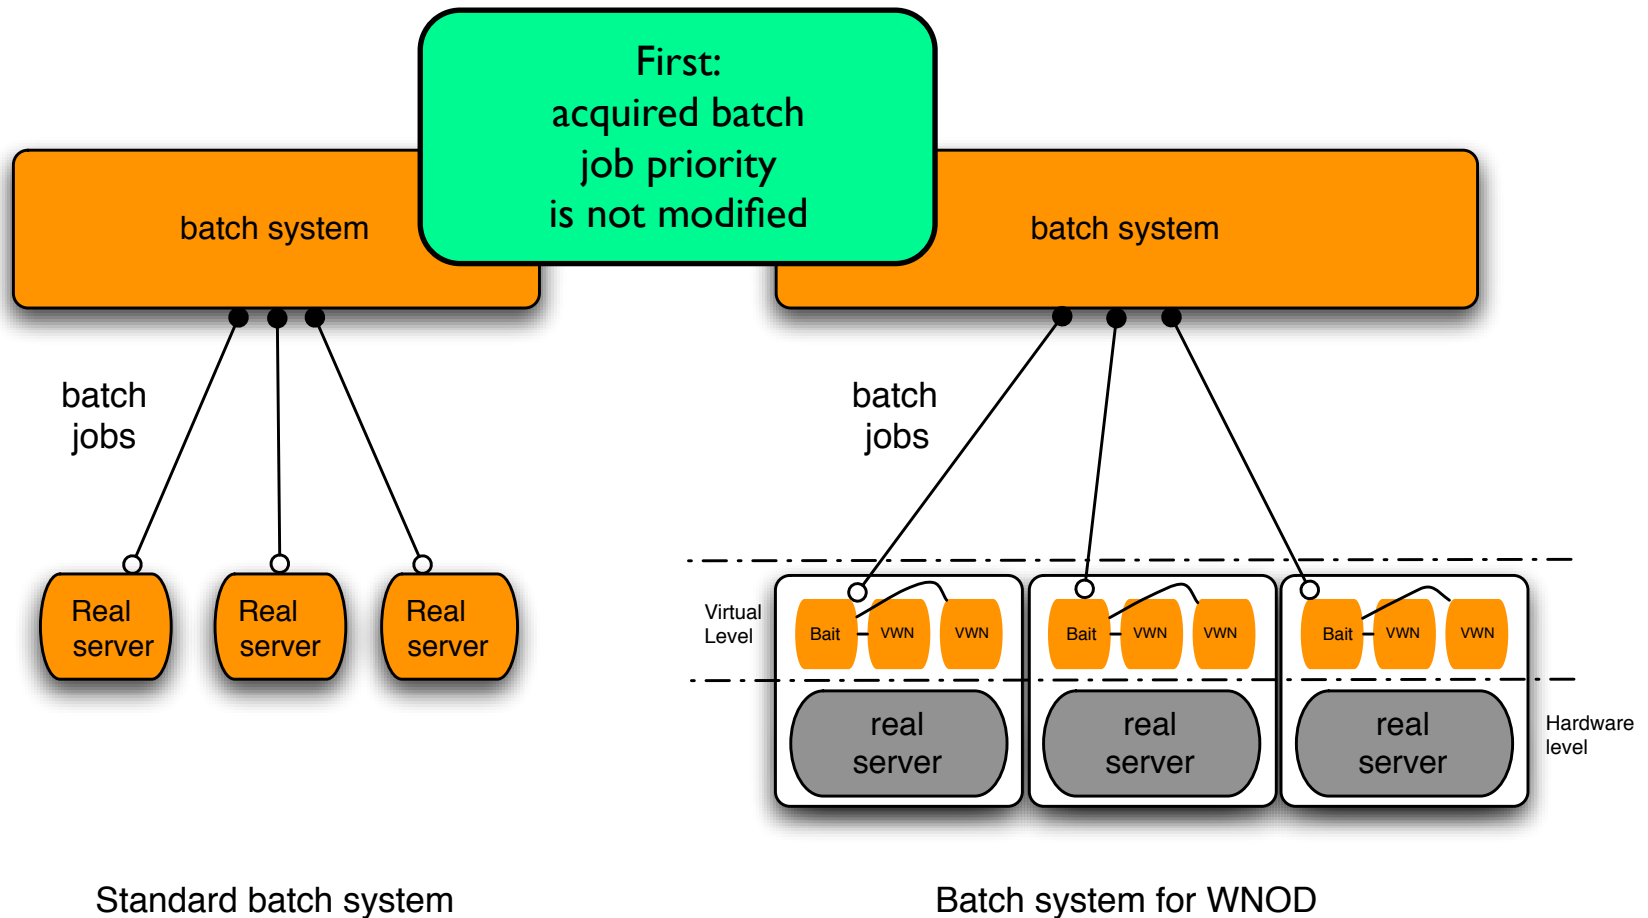 First:
acquired batch
job priority
is not modified
batch system
batch system
batch
jobs
batch
jobs
Real
server
Real
server
Real
server
Virtual
Level
Bait
VWN
VWN
Bait
VWN
VWN
Bait
VWN
VWN
real
server
real
server
real
server
Hardware
level
Standard batch system
Batch system for WNOD